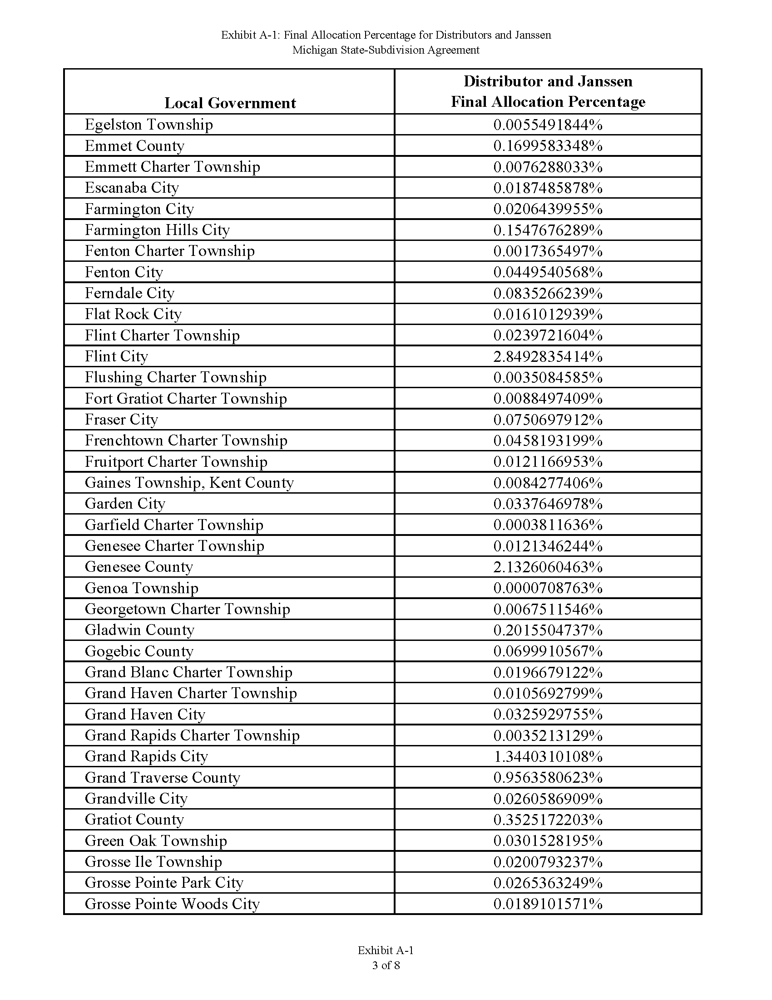 Exhibit A-1: Final Allocation Percentage for Distributors and Janssen
Michigan State-Subdivision Agreement
Local Government
Distributor and Janssen
Final Allocation Percentage
Egelston Township 0.0055491844%
Emmet County 0.1699583348%
Emmett Charter Township 0.0076288033%
Escanaba City 0.0187485878%
Farmington City 0.0206439955%
Farmington Hills City 0.1547676289%
Fenton Charter Township 0.0017365497%
Fenton City 0.0449540568%
Ferndale City 0.0835266239%
Flat Rock City 0.0161012939%
Flint Charter Township 0.0239721604%
Flint City 2.8492835414%
Flushing Charter Township 0.0035084585%
Fort Gratiot Charter Township 0.0088497409%
Fraser City 0.0750697912%
Frenchtown Charter Township 0.0458193199%
Fruitport Charter Township 0.0121166953%
Gaines Township, Kent County 0.0084277406%
Garden City 0.0337646978%
Garfield Charter Township 0.0003811636%
Genesee Charter Township 0.0121346244%
Genesee County 2.1326060463%
Genoa Township 0.0000708763%
Georgetown Charter Township 0.0067511546%
Gladwin County 0.2015504737%
Gogebic County 0.0699910567%
Grand Blanc Charter Township 0.0196679122%
Grand Haven Charter Township 0.0105692799%
Grand Haven City 0.0325929755%
Grand Rapids Charter Township 0.0035213129%
Grand Rapids City 1.3440310108%
Grand Traverse County 0.9563580623%
Grandville City 0.0260586909%
Gratiot County 0.3525172203%
Green Oak Township 0.0301528195%
Grosse Ile Township 0.0200793237%
Grosse Pointe Park City 0.0265363249%
Grosse Pointe Woods City 0.0189101571%
Exhibit A-1
3 of 8